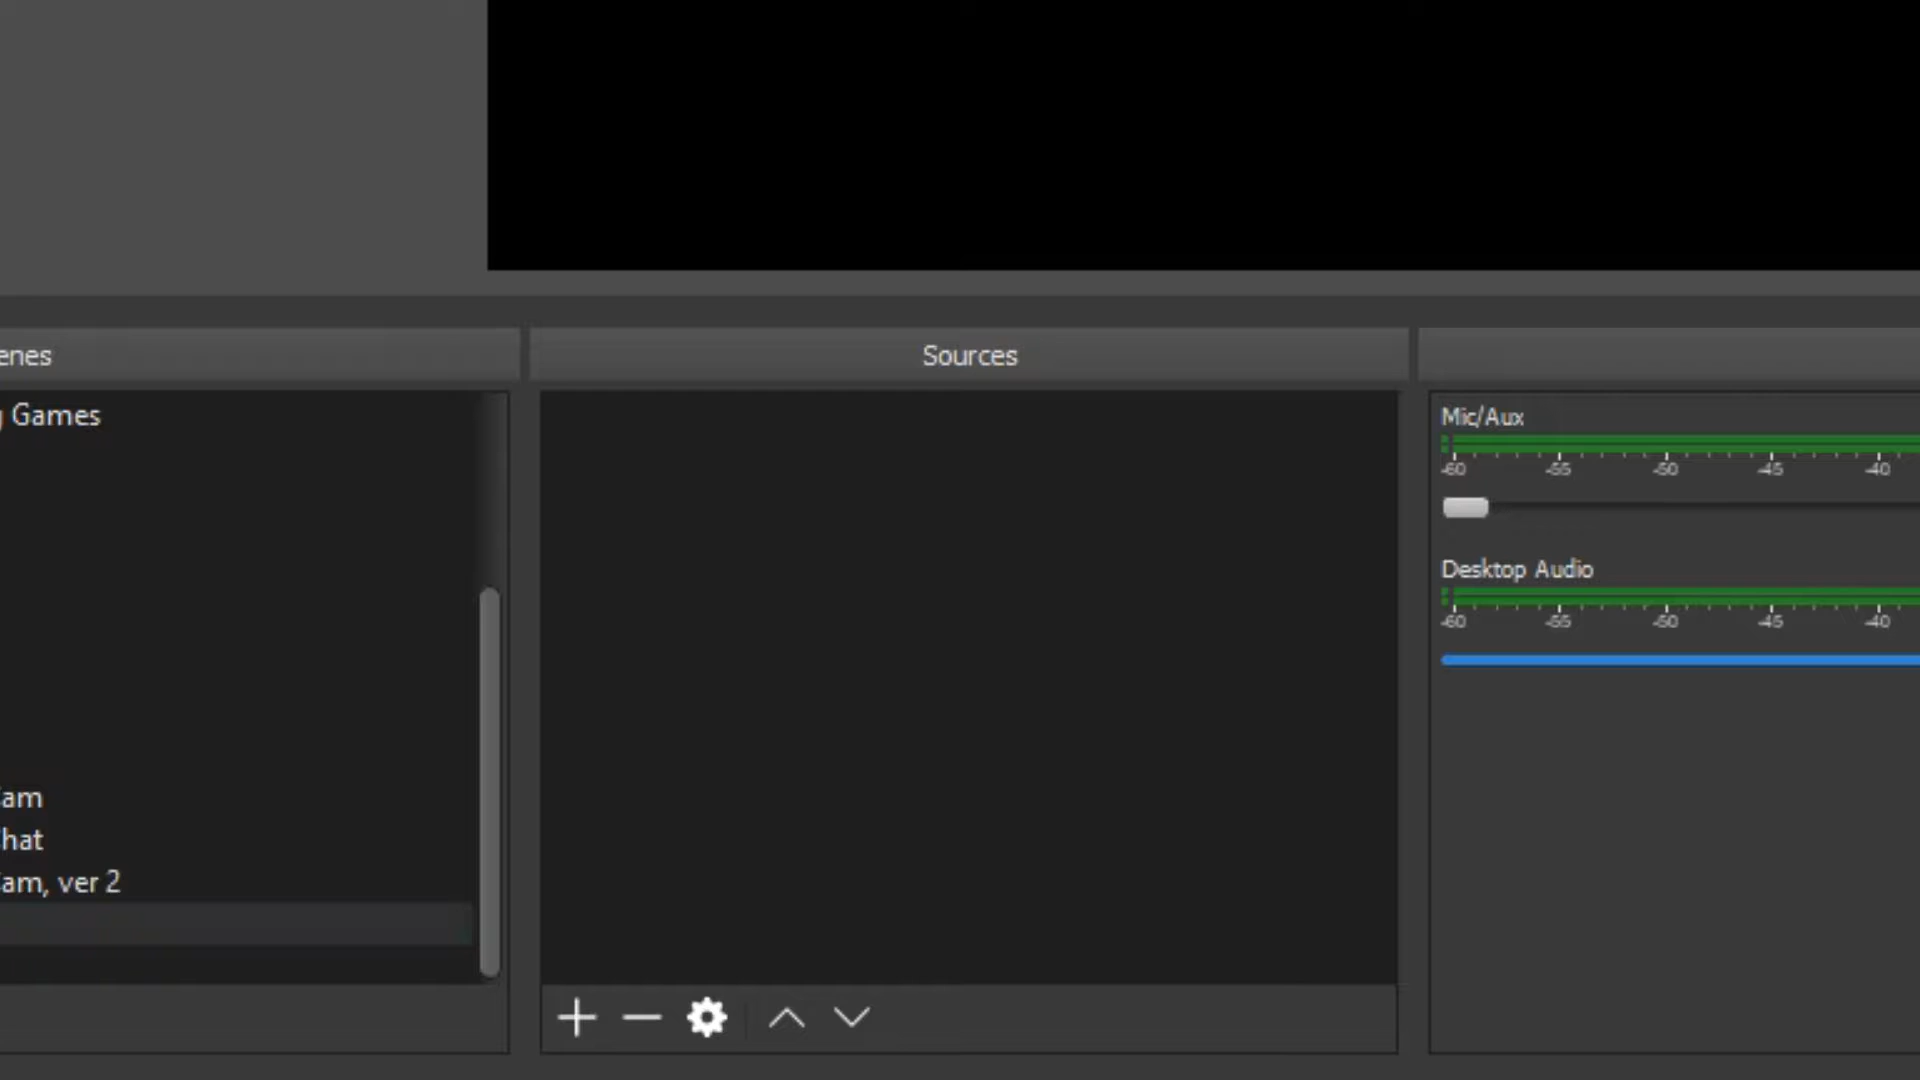 enes
Sources
Games
am
hat
am, ver 2
Mic/Aux
-60 -55 -50 -45 -40
Desktop Audio
-60 -55 -50 -45 -40